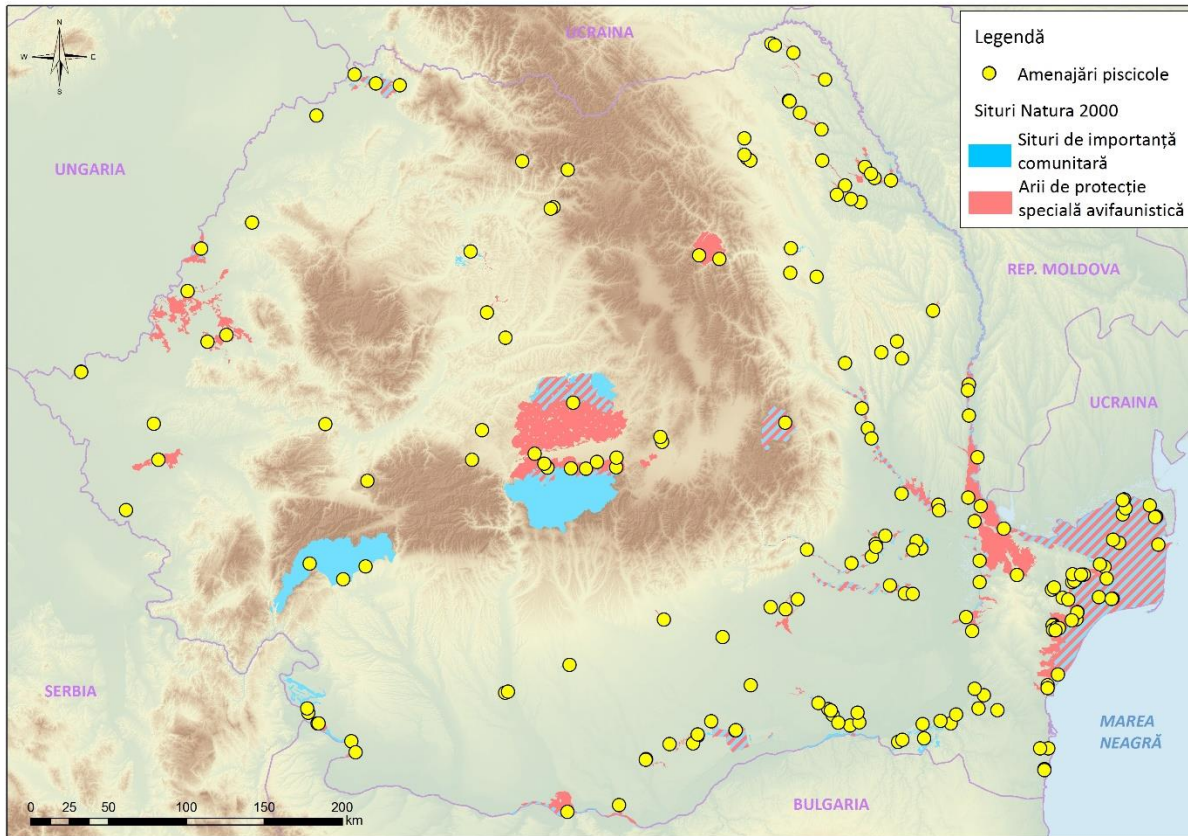 UCRAINA
N
W
E
S
Legendă
Amenajări piscicole
Situri Natura 2000
Situri de importanță
comunitară
Arii de protecție
specială avifaunistică
UNGARIA
REP. MOLDOVA
UCRAINA
SERBIA
MAREA
NEAGRĂ
BULGARIA
0 25 50 100 150 200
km